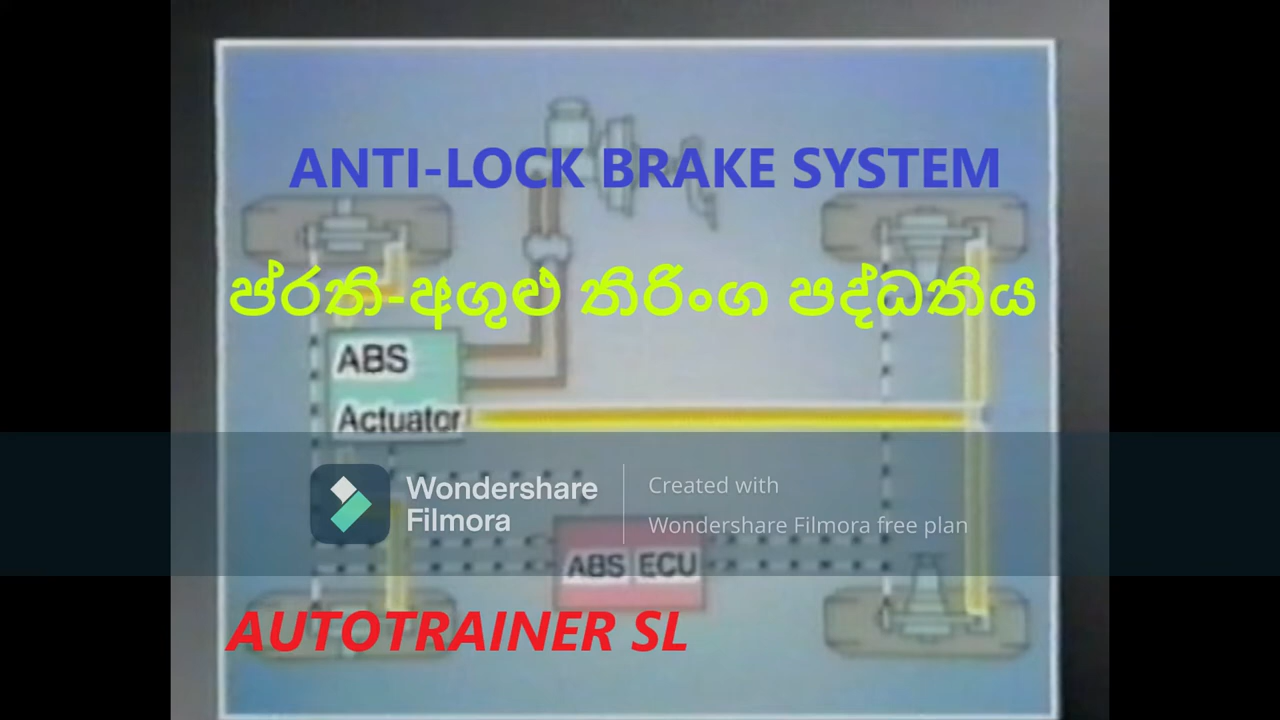 ANTI-LOCK BRAKE SYSTEM
ප්රති-අගුළු තිරිංග පද්ධතිය
ABS
Actuator
Wondershare
Filmora
Created with
Wondershare Filmora free plan
ABS ECU
AUTOTRAINER SL